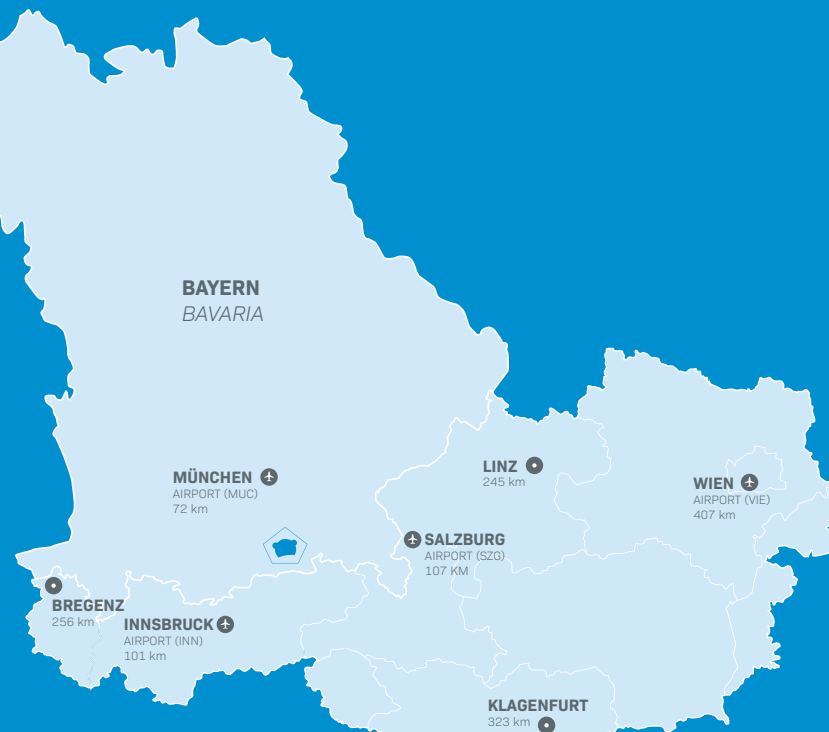 BAYERN
BAVARIA
MÜNCHEN
AIRPORT (MUC)
72 km
LINZ
245 km
WIEN
AIRPORT (VIE)
407 km
SALZBURG
AIRPORT (SZG)
107 KM
BREGENZ
256 km
INNSBRUCK
AIRPORT (INN)
101 km
KLAGENFURT
323 km